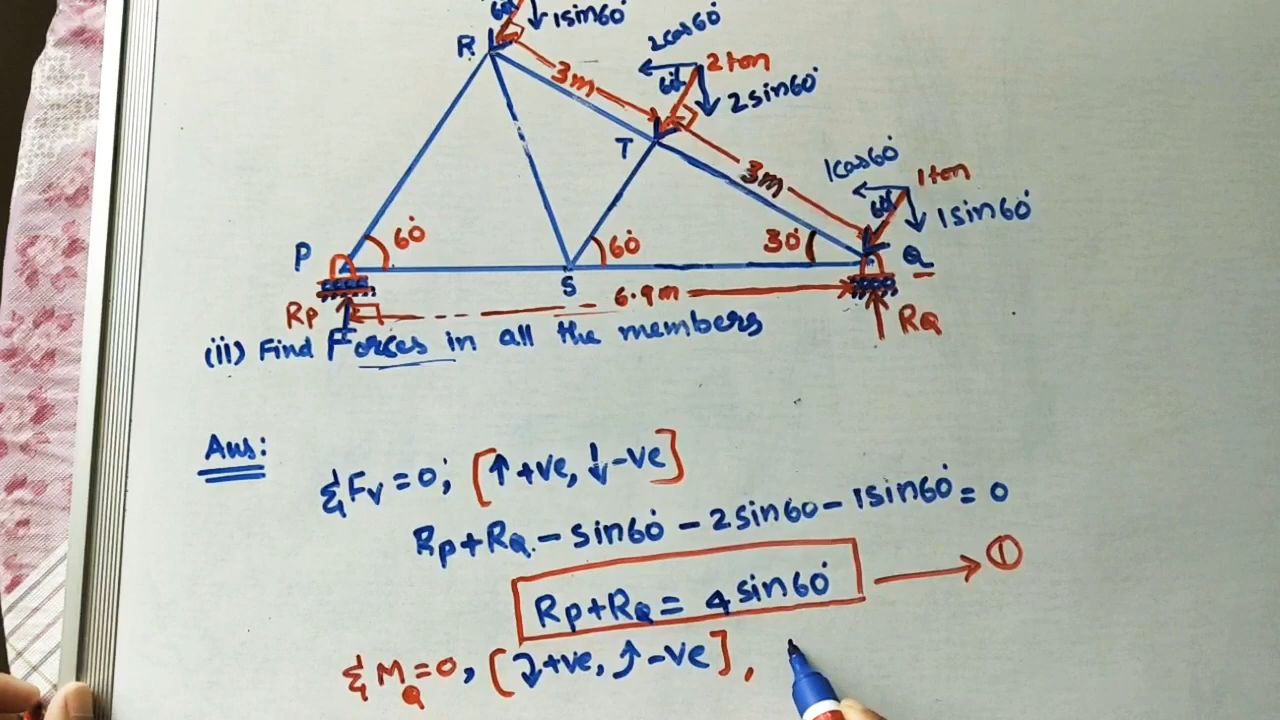 60° 1sin60°
R
2cos60°
3m 60° 2ton
2sin60°
T
1cos60°
3m 1ton
60° 1sin60°
P 60° 60° 30° Q
S
6.9m
RP RQ
(ii) Find Forces in all the members
Ans:
ΣFv=0; [↑+ve, ↓-ve]
RP+RQ-sin60°-2sin60-1sin60°=0
RP+RQ=4sin60° → ①
ΣMQ=0, [⤵+ve, ⤴-ve],